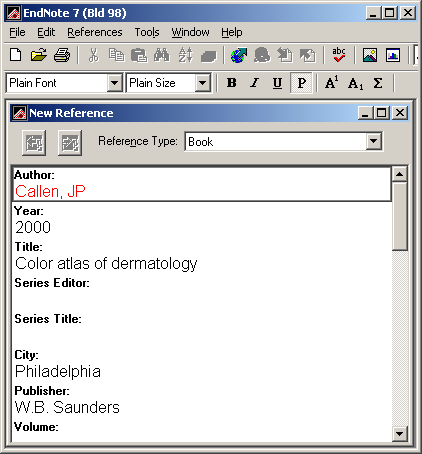 EndNote 7 (Bld 98)
File Edit References Tools Window Help
abc
Plain Font Plain Size B I U P A1 A1 Σ
New Reference
Reference Type: Book
Author:
Callen, JP
Year:
2000
Title:
Color atlas of dermatology
Series Editor:
Series Title:
City:
Philadelphia
Publisher:
W.B. Saunders
Volume: